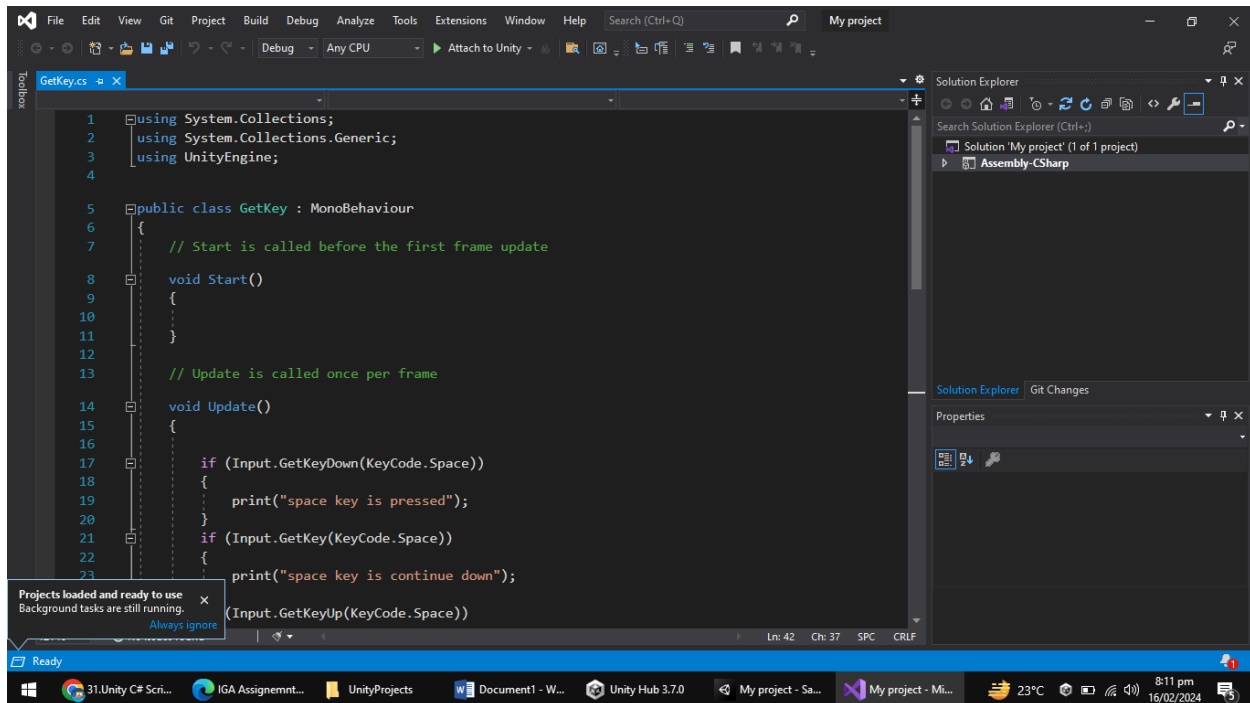 File Edit View Git Project Build Debug Analyze Tools Extensions Window Help Search (Ctrl+Q) My project
Debug Any CPU Attach to Unity
Toolbox
GetKey.cs
1 using System.Collections;
2 using System.Collections.Generic;
3 using UnityEngine;
4
5 public class GetKey : MonoBehaviour
6 {
7 // Start is called before the first frame update
8 void Start()
9 {
10
11 }
12
13 // Update is called once per frame
14 void Update()
15 {
16
17 if (Input.GetKeyDown(KeyCode.Space))
18 {
19 print("space key is pressed");
20 }
21 if (Input.GetKey(KeyCode.Space))
22 {
23 print("space key is continue down");
(Input.GetKeyUp(KeyCode.Space))
Projects loaded and ready to use
Background tasks are still running.
Always ignore
Ln: 42 Ch: 37 SPC CRLF
Solution Explorer
Search Solution Explorer (Ctrl+;)
Solution 'My project' (1 of 1 project)
Assembly-CSharp
Solution Explorer Git Changes
Properties
Ready
1
31.Unity C# Scri... IGA Assignemnt... UnityProjects Document1 - W... Unity Hub 3.7.0 My project - Sa... My project - Mi... 23°C
8:11 pm
16/02/2024
5